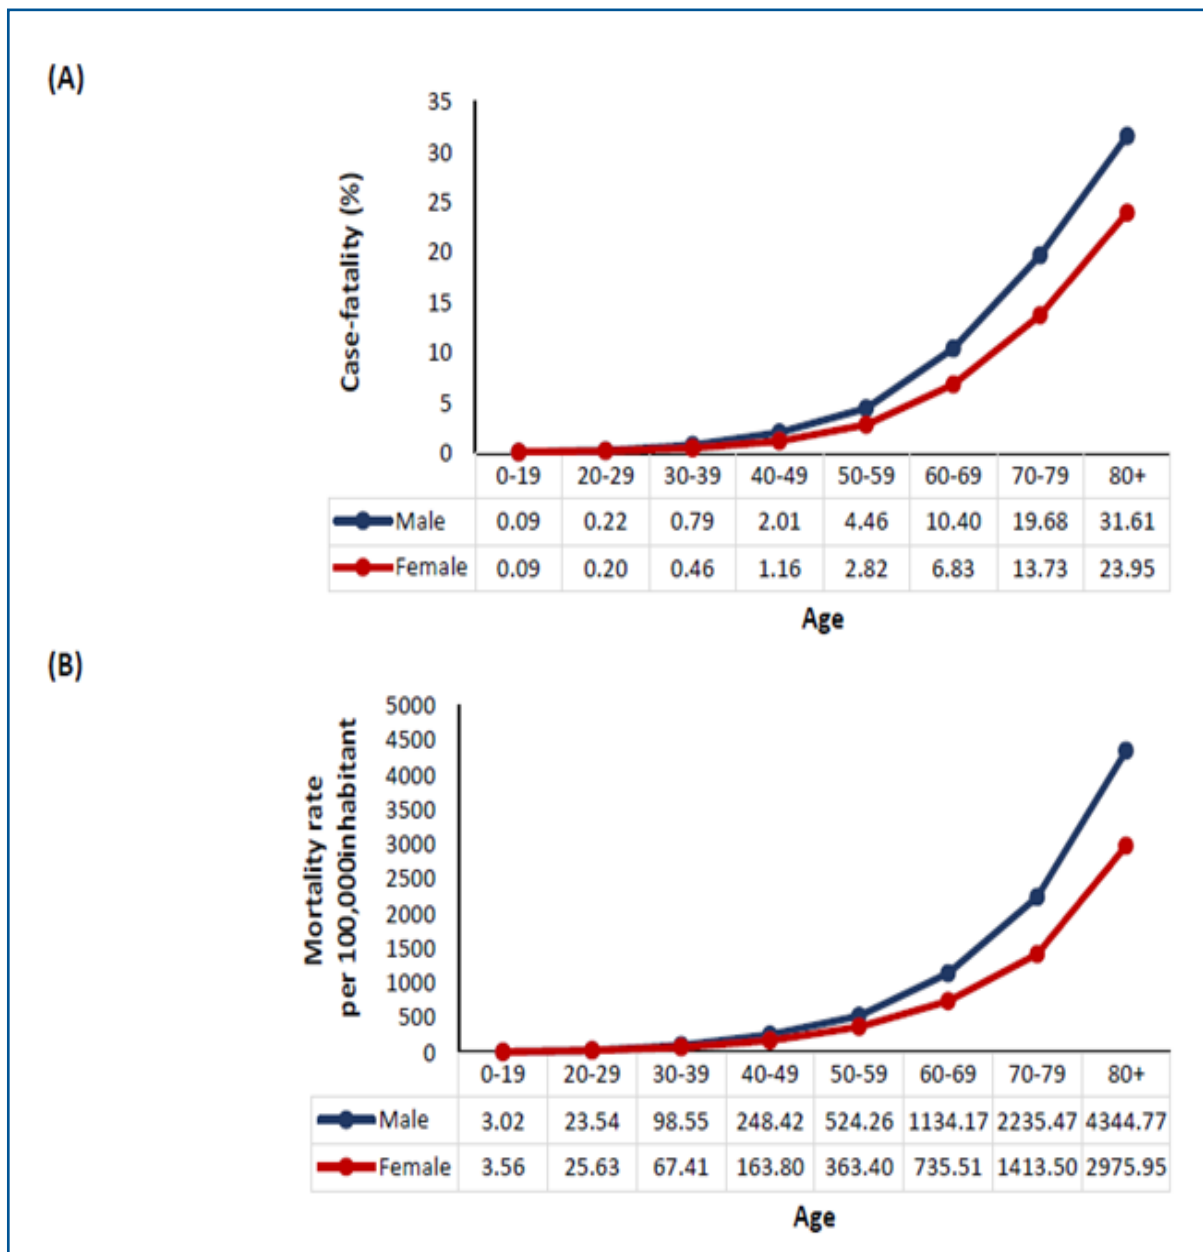 (A)
Case-fatality (%)
35
30
25
20
15
10
5
0
0-19 20-29 30-39 40-49 50-59 60-69 70-79 80+
Male 0.09 0.22 0.79 2.01 4.46 10.40 19.68 31.61
Female 0.09 0.20 0.46 1.16 2.82 6.83 13.73 23.95
Age
(B)
Mortality rate
per 100,000inhabitant
5000
4500
4000
3500
3000
2500
2000
1500
1000
500
0
0-19 20-29 30-39 40-49 50-59 60-69 70-79 80+
Male 3.02 23.54 98.55 248.42 524.26 1134.17 2235.47 4344.77
Female 3.56 25.63 67.41 163.80 363.40 735.51 1413.50 2975.95
Age